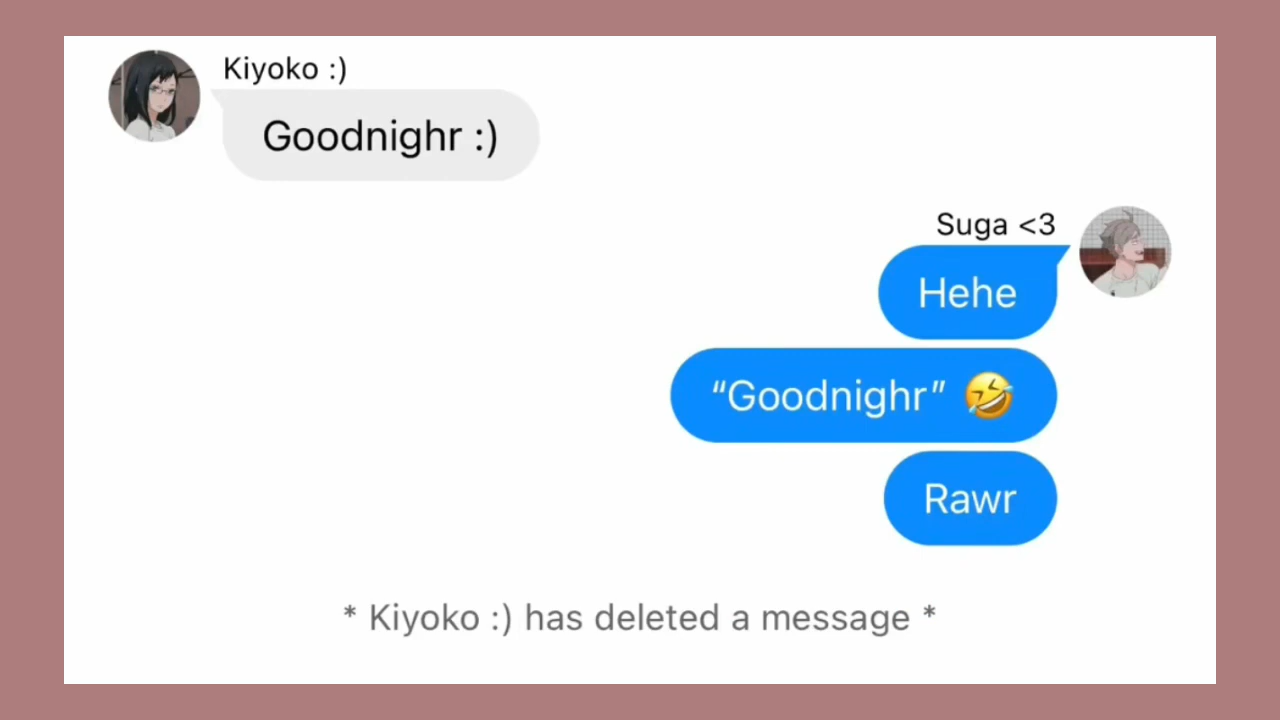 Kiyoko :)
Goodnighr :)
Suga <3
Hehe
“Goodnighr” 🤣
Rawr
* Kiyoko :) has deleted a message *